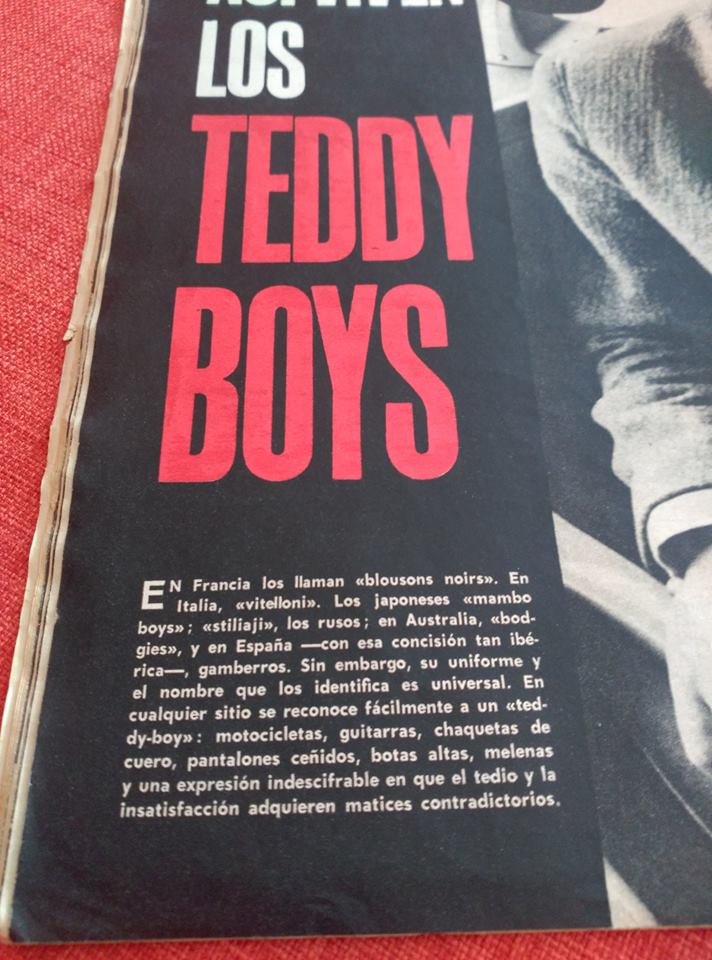 LOS
TEDDY
BOYS
EN Francia los llaman «blousons noirs». En
Italia, «vitelloni». Los japoneses «mambo
boys»; «stiliaji», los rusos; en Australia, «bod-
gies», y en España —con esa concisión tan ibé-
rica—, gamberros. Sin embargo, su uniforme y
el nombre que los identifica es universal. En
cualquier sitio se reconoce fácilmente a un «ted-
dy-boy»: motocicletas, guitarras, chaquetas de
cuero, pantalones ceñidos, botas altas, melenas
y una expresión indescifrable en que el tedio y la
insatisfacción adquieren matices contradictorios.